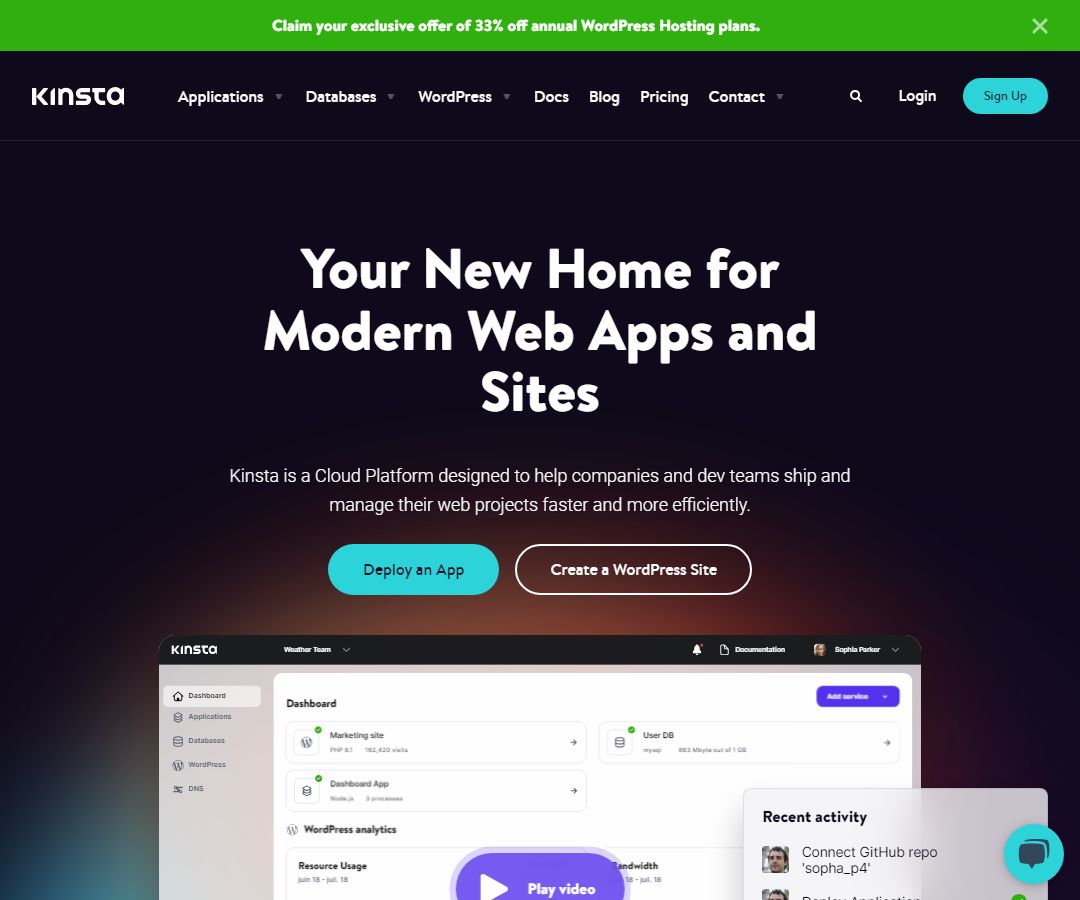 Claim your exclusive offer of 33% off annual WordPress Hosting plans.
KINSTA Applications Databases WordPress Docs Blog Pricing Contact Login Sign Up
Your New Home for
Modern Web Apps and
Sites
Kinsta is a Cloud Platform designed to help companies and dev teams ship and
manage their web projects faster and more efficiently.
Deploy an App Create a WordPress Site
KINSTA Weather Team Documentation Sophia Parker
Dashboard
Applications
Databases
WordPress
DNS
Dashboard Add service
Marketing site
PHP 8.1 162,420 visits
User DB
mysql 863 Mbyte out of 1 GB
Dashboard App
Node.js 3 processes
WordPress analytics
Resource Usage
juin 18 - juil. 18
Bandwidth
- juil. 18
Play video
Recent activity
Connect GitHub repo
'sopha_p4'
Deploy Application